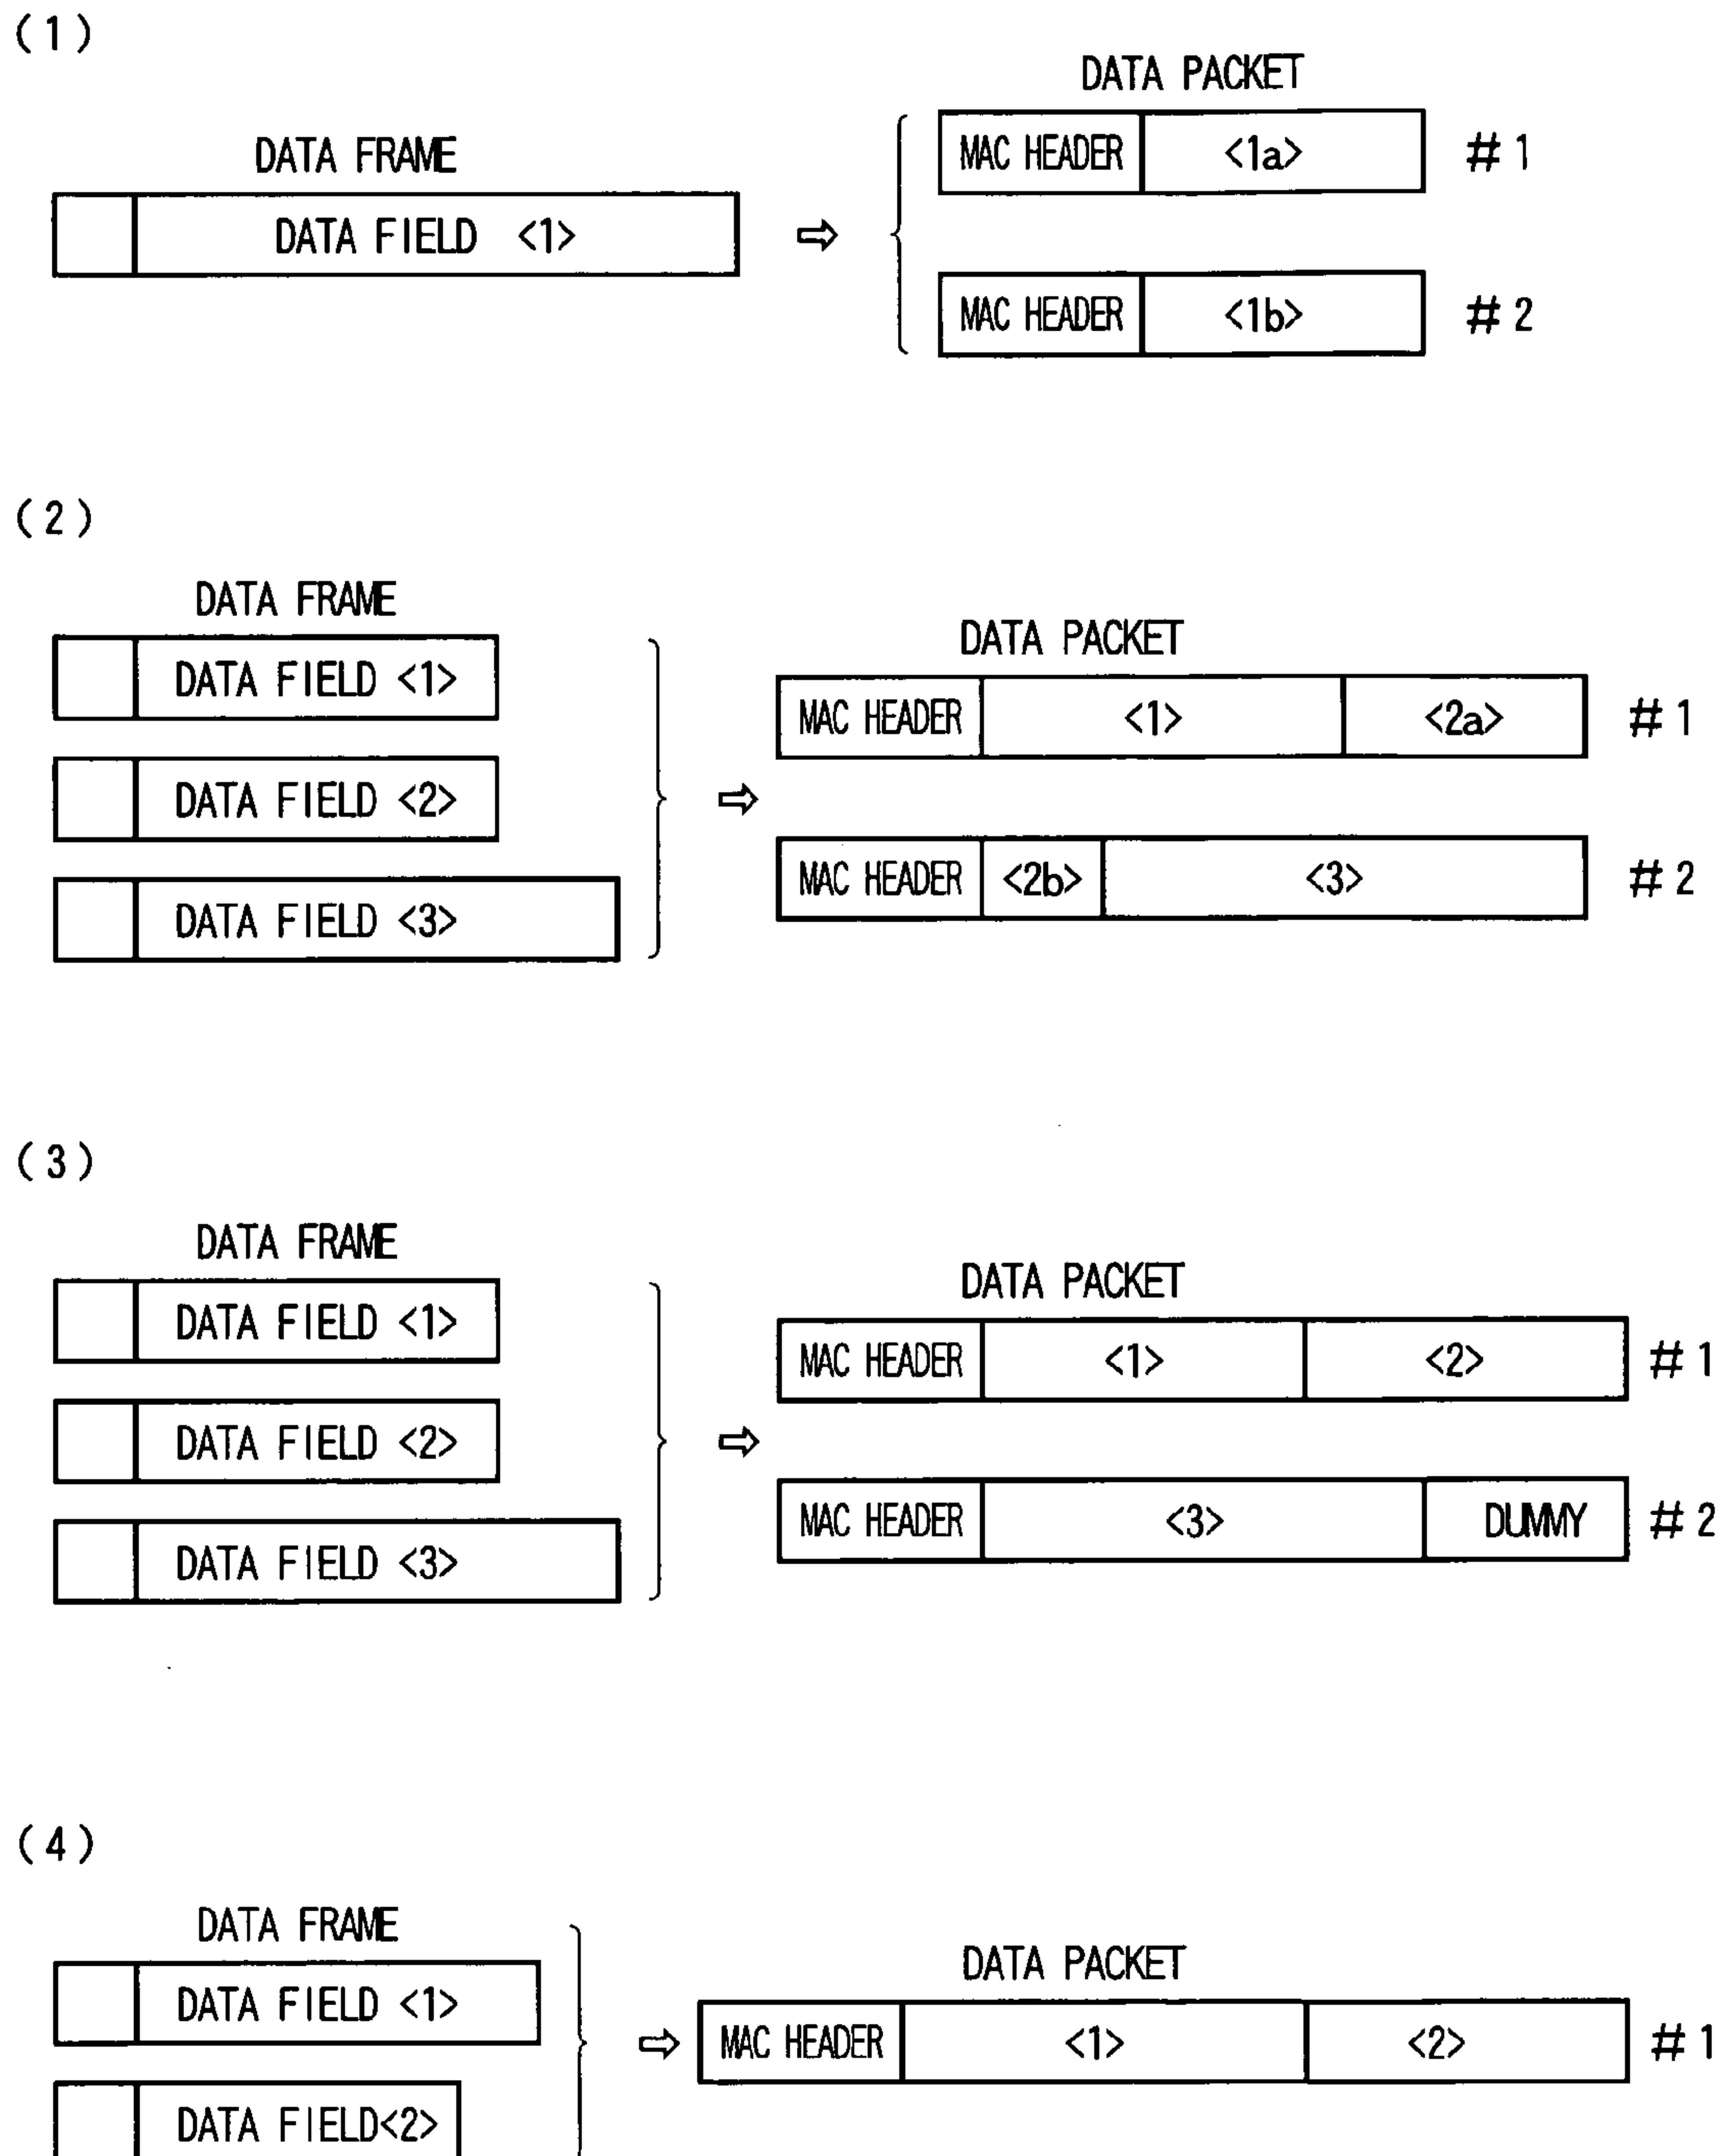 (1)
DATA PACKET
DATA FRAME
MAC HEADER <1a> #1
DATA FIELD <1>
MAC HEADER <1b> #2
(2)
DATA FRAME
DATA PACKET
DATA FIELD <1>
MAC HEADER <1> <2a> #1
DATA FIELD <2>
MAC HEADER <2b> <3> #2
DATA FIELD <3>
(3)
DATA FRAME
DATA PACKET
DATA FIELD <1>
MAC HEADER <1> <2> #1
DATA FIELD <2>
MAC HEADER <3> DUMMY #2
DATA FIELD <3>
(4)
DATA FRAME
DATA PACKET
DATA FIELD <1>
MAC HEADER <1> <2> #1
DATA FIELD<2>